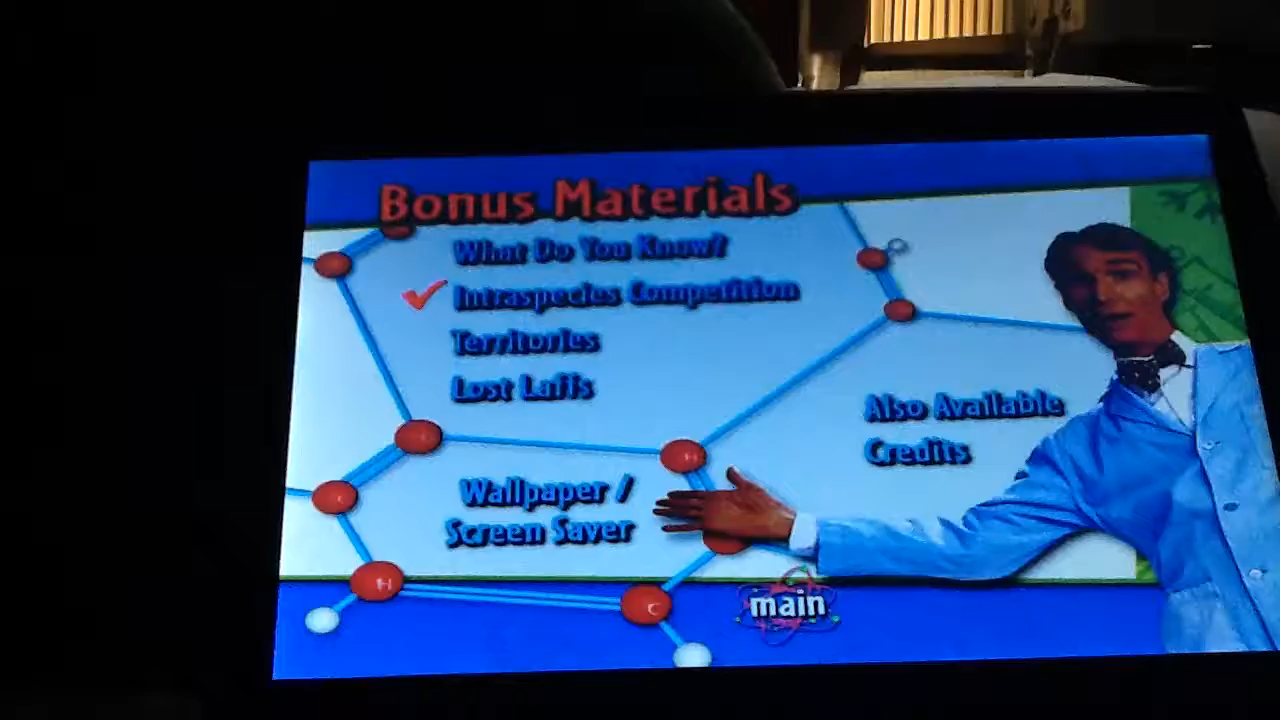 Bonus Materials
What Do You Know?
Intraspecies Competition
Territories
Lost Laffs
Also Available
Credits
Wallpaper /
Screen Saver
H
C
main